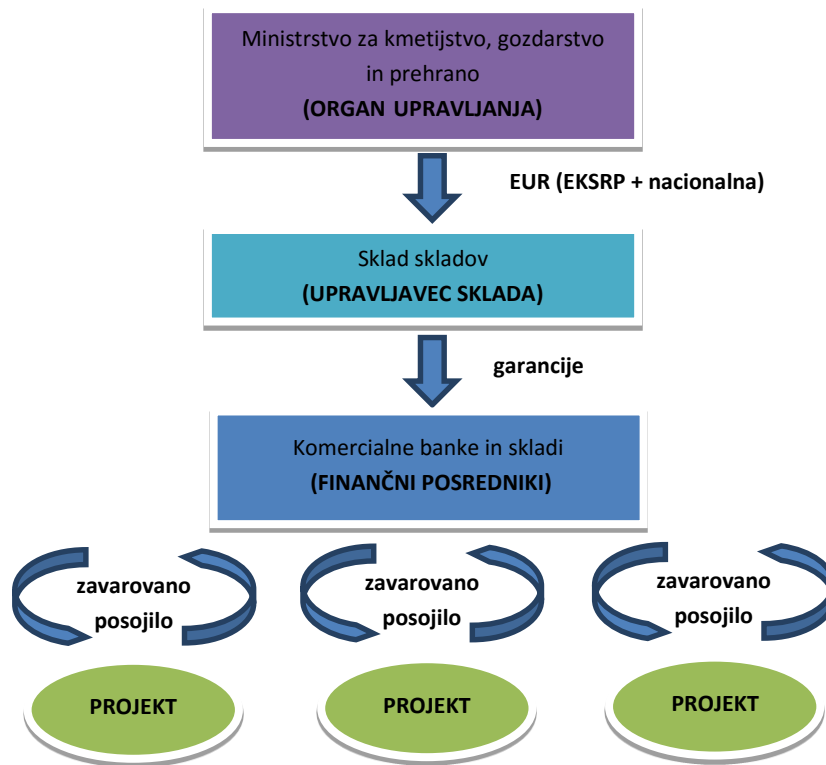 Ministrstvo za kmetijstvo, gozdarstvo
in prehrano
(ORGAN UPRAVLJANJA)
EUR (EKSRP + nacionalna)
Sklad skladov
(UPRAVLJAVEC SKLADA)
garancije
Komercialne banke in skladi
(FINANČNI POSREDNIKI)
zavarovano
posojilo
zavarovano
posojilo
zavarovano
posojilo
PROJEKT
PROJEKT
PROJEKT